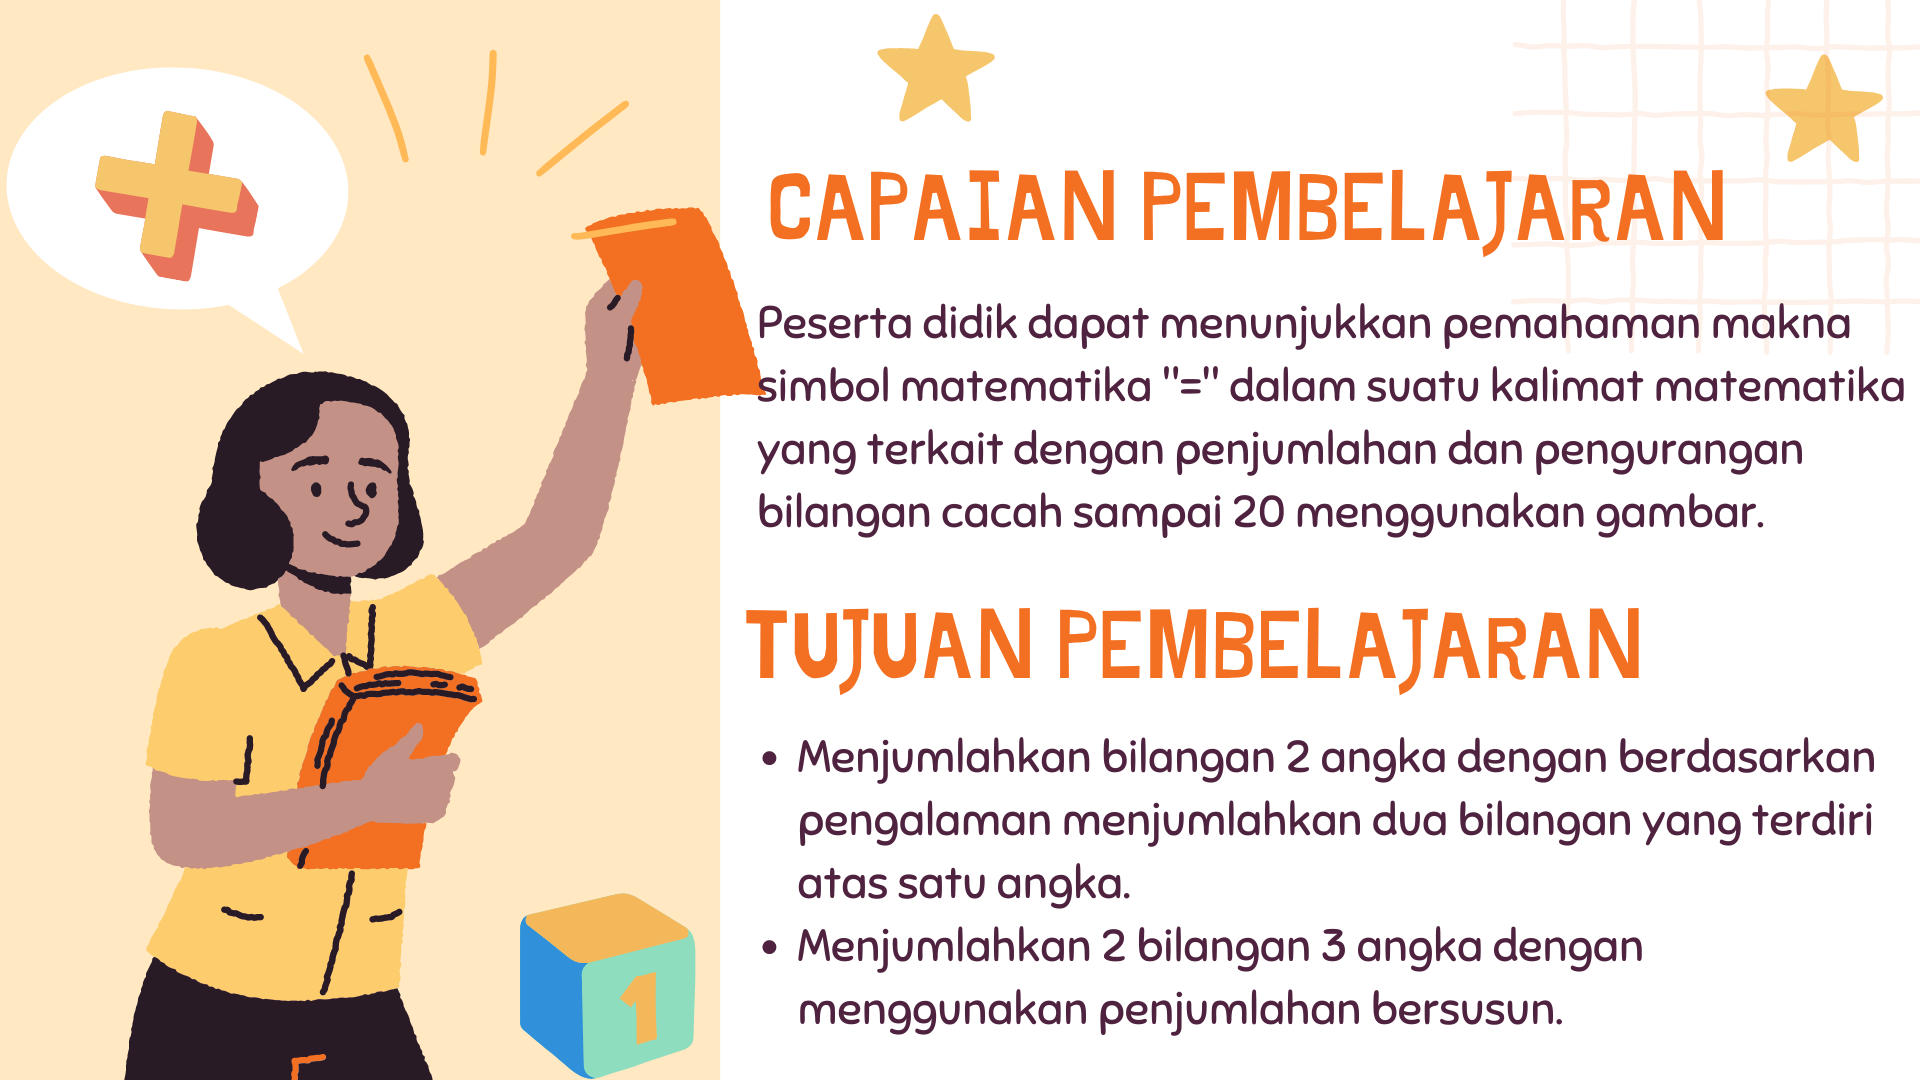 CAPAIAN PEMBELAJARAN
Peserta didik dapat menunjukkan pemahaman makna
simbol matematika "=" dalam suatu kalimat matematika
yang terkait dengan penjumlahan dan pengurangan
bilangan cacah sampai 20 menggunakan gambar.
TUJUAN PEMBELAJARAN
• Menjumlahkan bilangan 2 angka dengan berdasarkan
pengalaman menjumlahkan dua bilangan yang terdiri
atas satu angka.
• Menjumlahkan 2 bilangan 3 angka dengan
menggunakan penjumlahan bersusun.
1